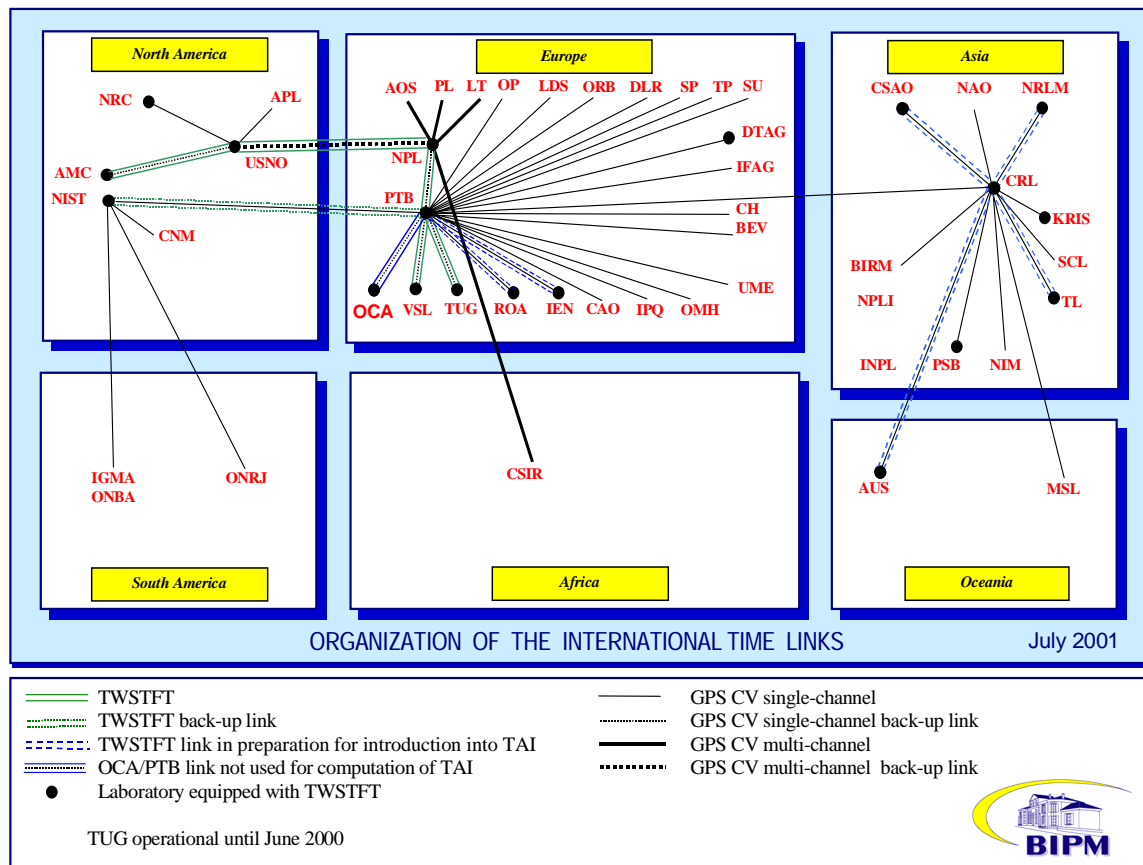 North America
Europe
Asia
NRC
APL
USNO
AMC
NIST
CNM
AOS
PL
LT
OP
LDS
ORB
DLR
SP
TP
SU
DTAG
NPL
IFAG
PTB
CH
BEV
UME
OCA
VSL
TUG
ROA
IEN
CAO
IPQ
OMH
CSAO
NAO
NRLM
CRL
KRIS
BIRM
SCL
NPLI
TL
INPL
PSB
NIM
IGMA
ONBA
ONRJ
CSIR
AUS
MSL
South America
Africa
Oceania
ORGANIZATION OF THE INTERNATIONAL TIME LINKS
July 2001
TWSTFT
TWSTFT back-up link
TWSTFT link in preparation for introduction into TAI
OCA/PTB link not used for computation of TAI
Laboratory equipped with TWSTFT
TUG operational until June 2000
GPS CV single-channel
GPS CV single-channel back-up link
GPS CV multi-channel
GPS CV multi-channel back-up link
BIPM